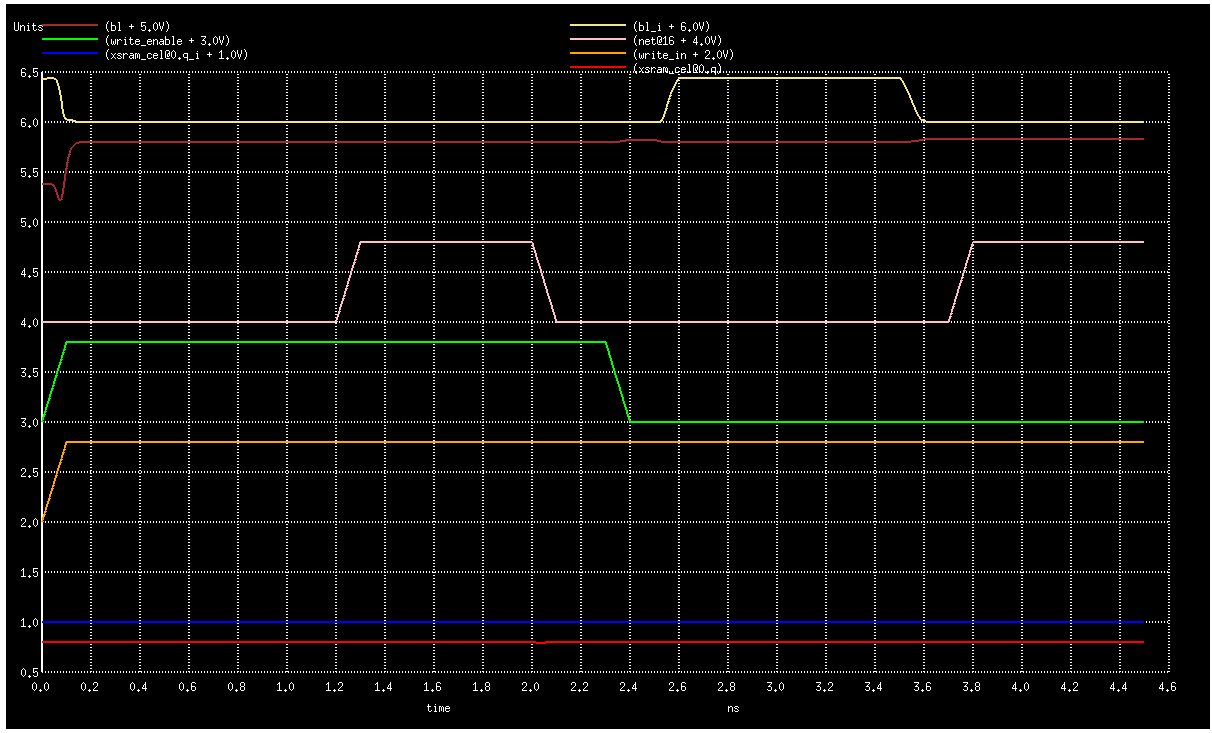 Units
(bl + 5.0V)
(bl_i + 6.0V)
(write_enable + 3.0V)
(net@16 + 4.0V)
(xsram_cel@0.q_i + 1.0V)
(write_in + 2.0V)
(xsram_cel@0.q)
6.5
6.0
5.5
5.0
4.5
4.0
3.5
3.0
2.5
2.0
1.5
1.0
0.5
0.0 0.2 0.4 0.6 0.8 1.0 1.2 1.4 1.6 1.8 2.0 2.2 2.4 2.6 2.8 3.0 3.2 3.4 3.6 3.8 4.0 4.2 4.4 4.6
time ns